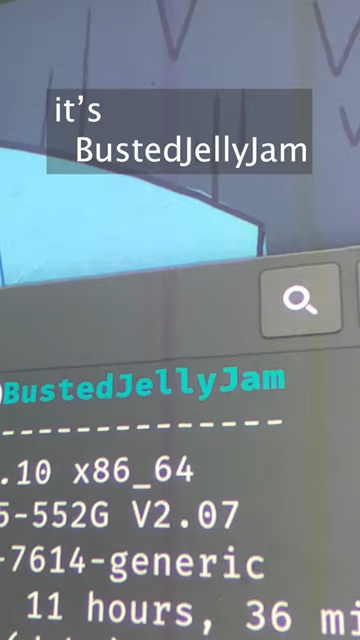 it's
BustedJellyJam
BustedJellyJam
--------------
.10 x86_64
5-552G V2.07
-7614-generic
11 hours, 36 mi